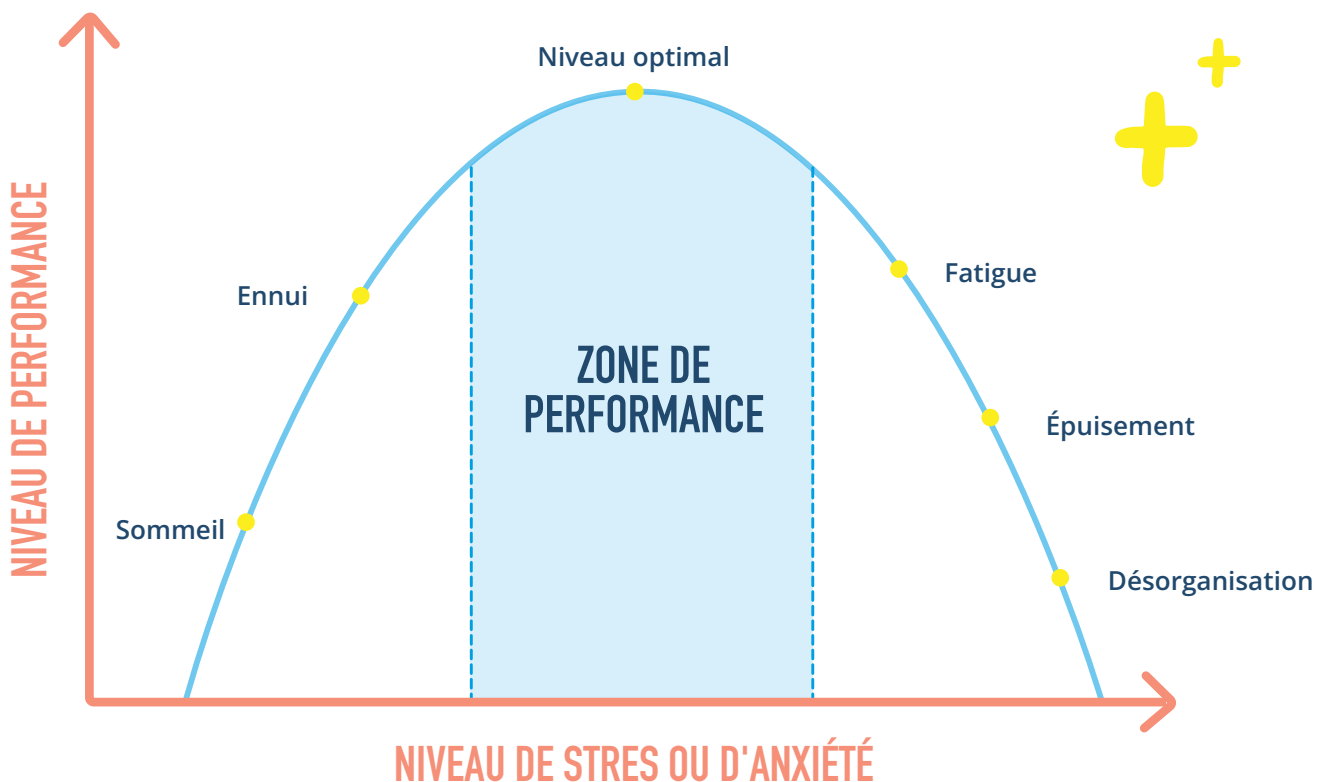 Niveau optimal
NIVEAU DE PERFORMANCE
Ennui
Fatigue
ZONE DE
PERFORMANCE
Épuisement
Sommeil
Désorganisation
NIVEAU DE STRES OU D'ANXIÉTÉ